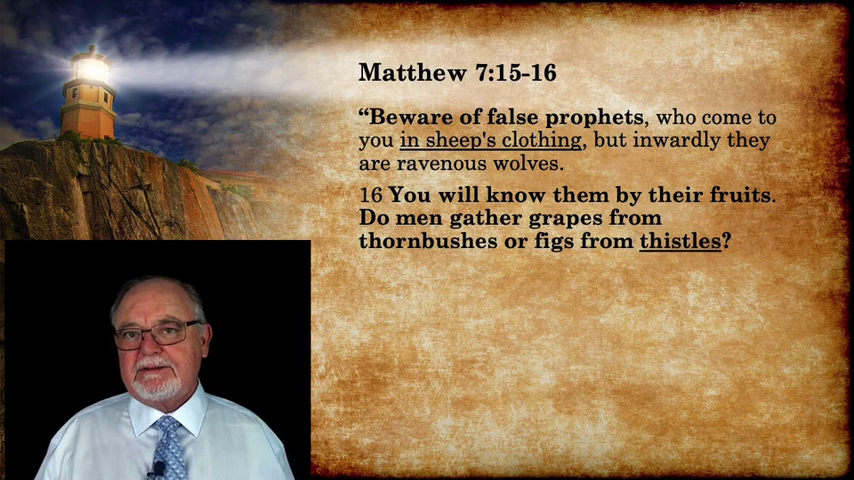 Matthew 7:15-16
“Beware of false prophets, who come to
you in sheep's clothing, but inwardly they
are ravenous wolves.
16 You will know them by their fruits.
Do men gather grapes from
thornbushes or figs from thistles?